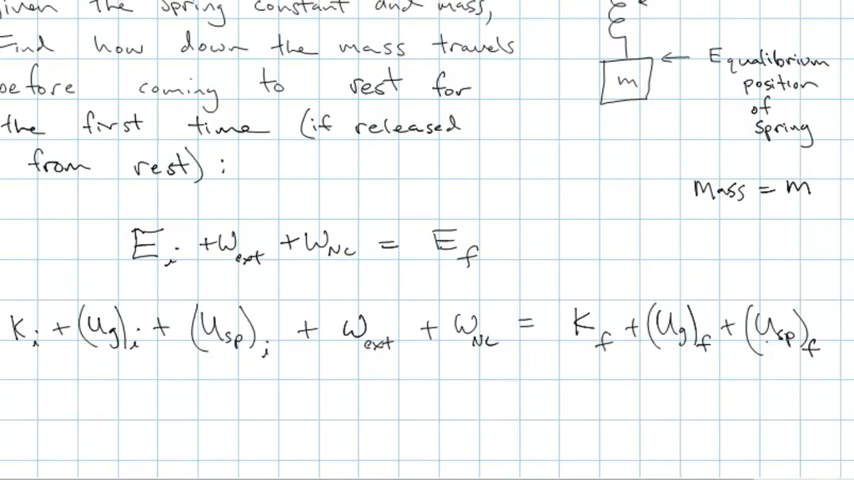 given the spring constant and mass,
Find how down the mass travels
before coming to rest for
the first time (if released
from rest):
m
← Equilibrium
position
of
spring
Mass = m
E_i + W_ext + W_NC = E_f
K_i + (U_g)_i + (U_sp)_i + W_ext + W_NC = K_f + (U_g)_f + (U_sp)_f